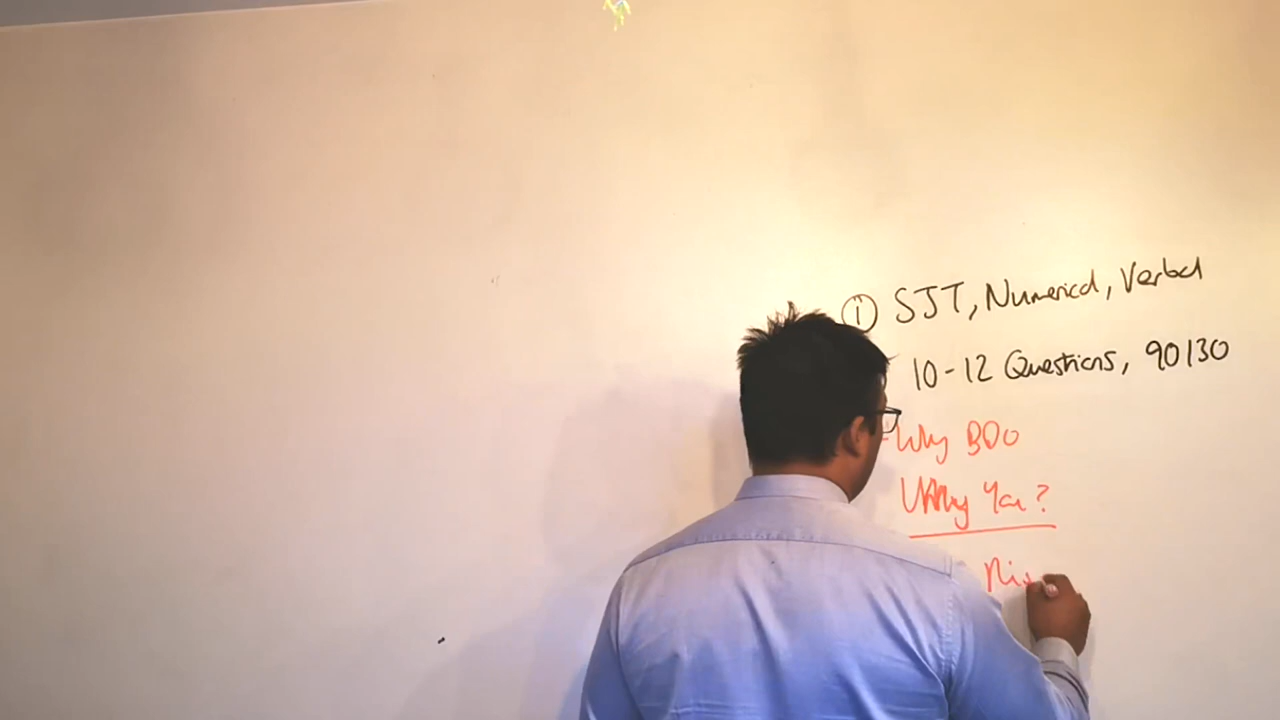 ① SJT, Numerical, Verbal
10-12 Questions, 90/30
-Why BDO
Why You?